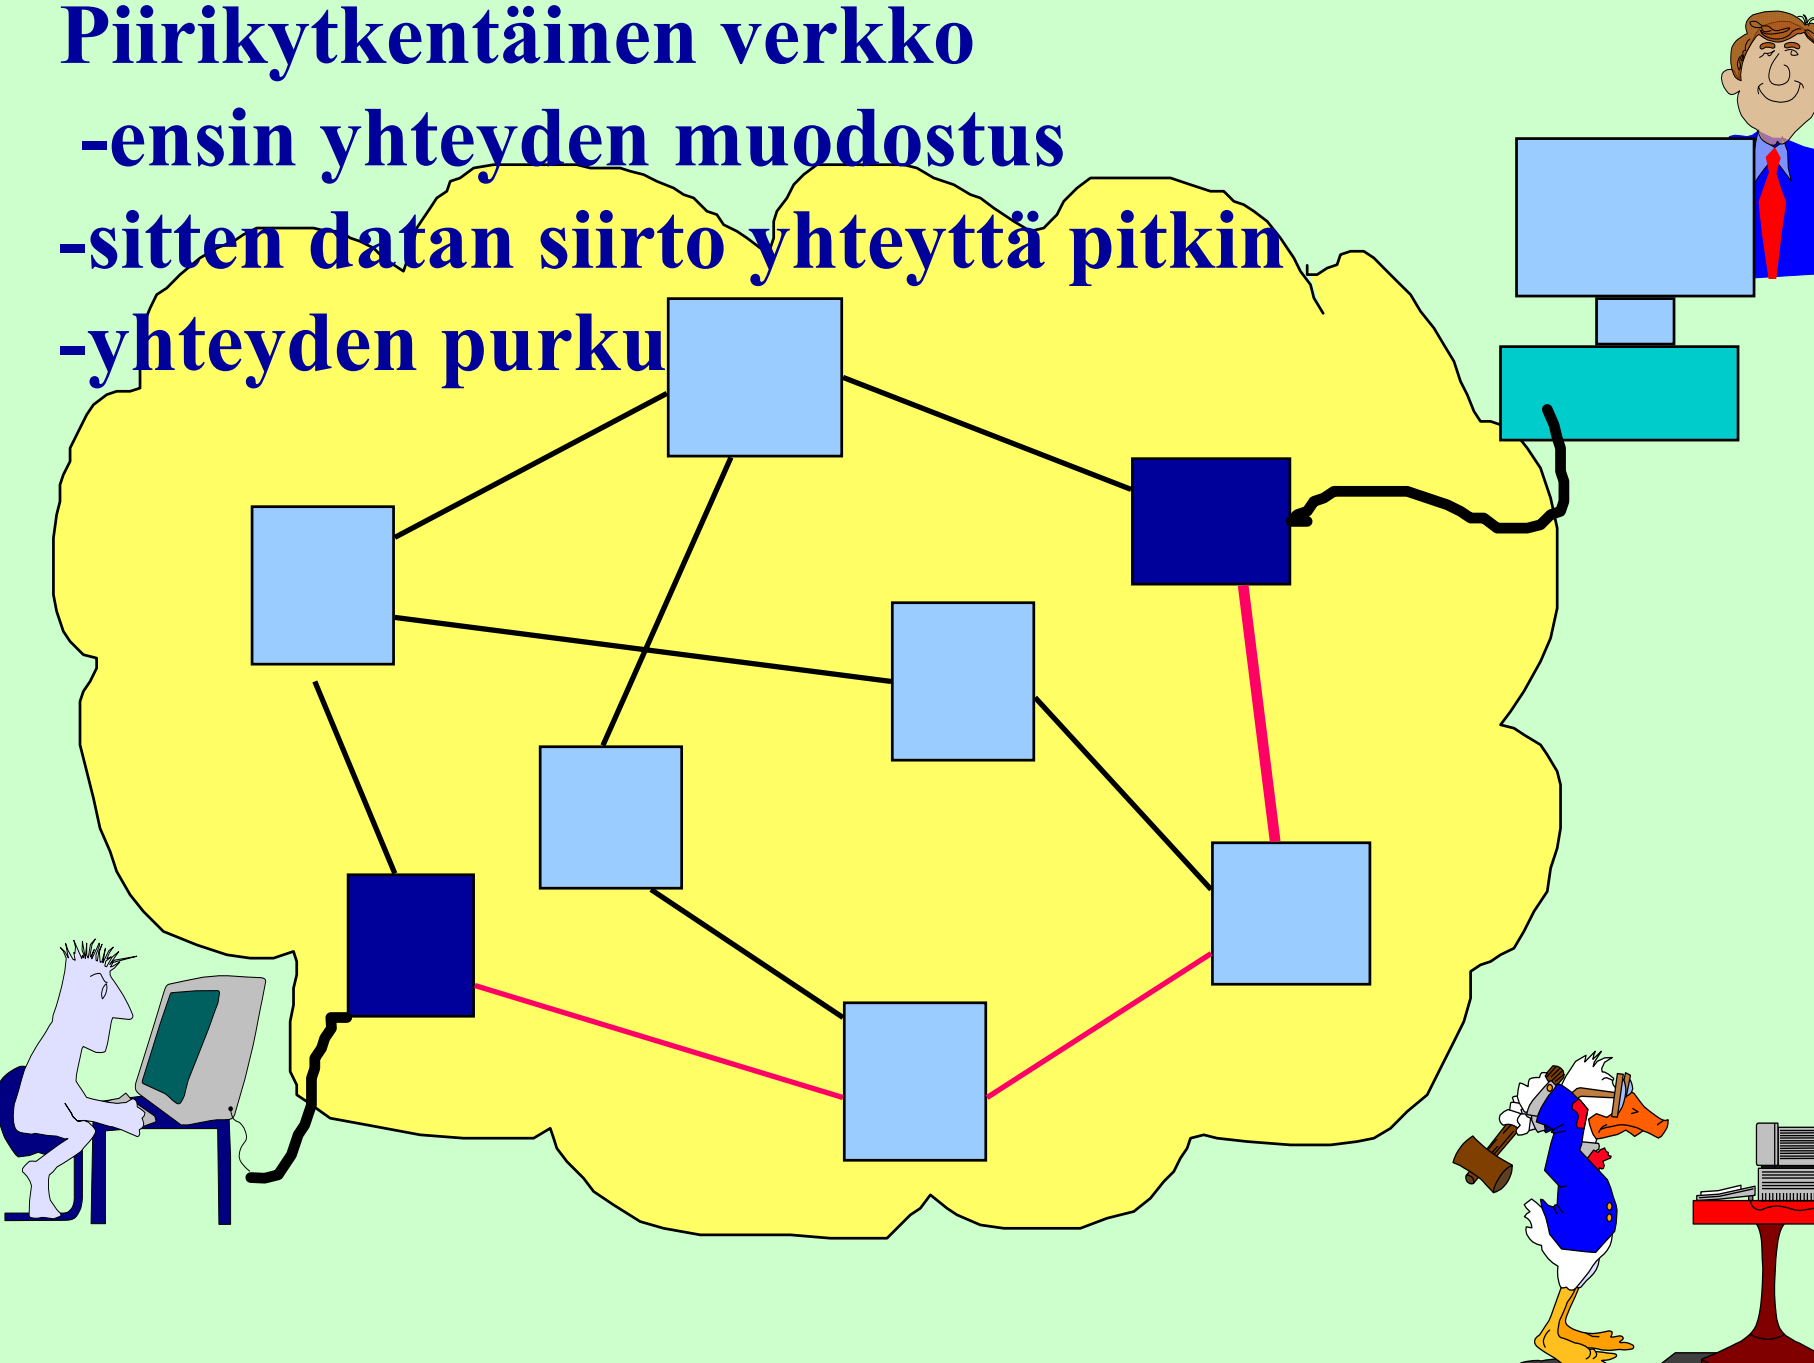 Piirikytkentäinen verkko
-ensin yhteyden muodostus
-sitten datan siirto yhteyttä pitkin
-yhteyden purku